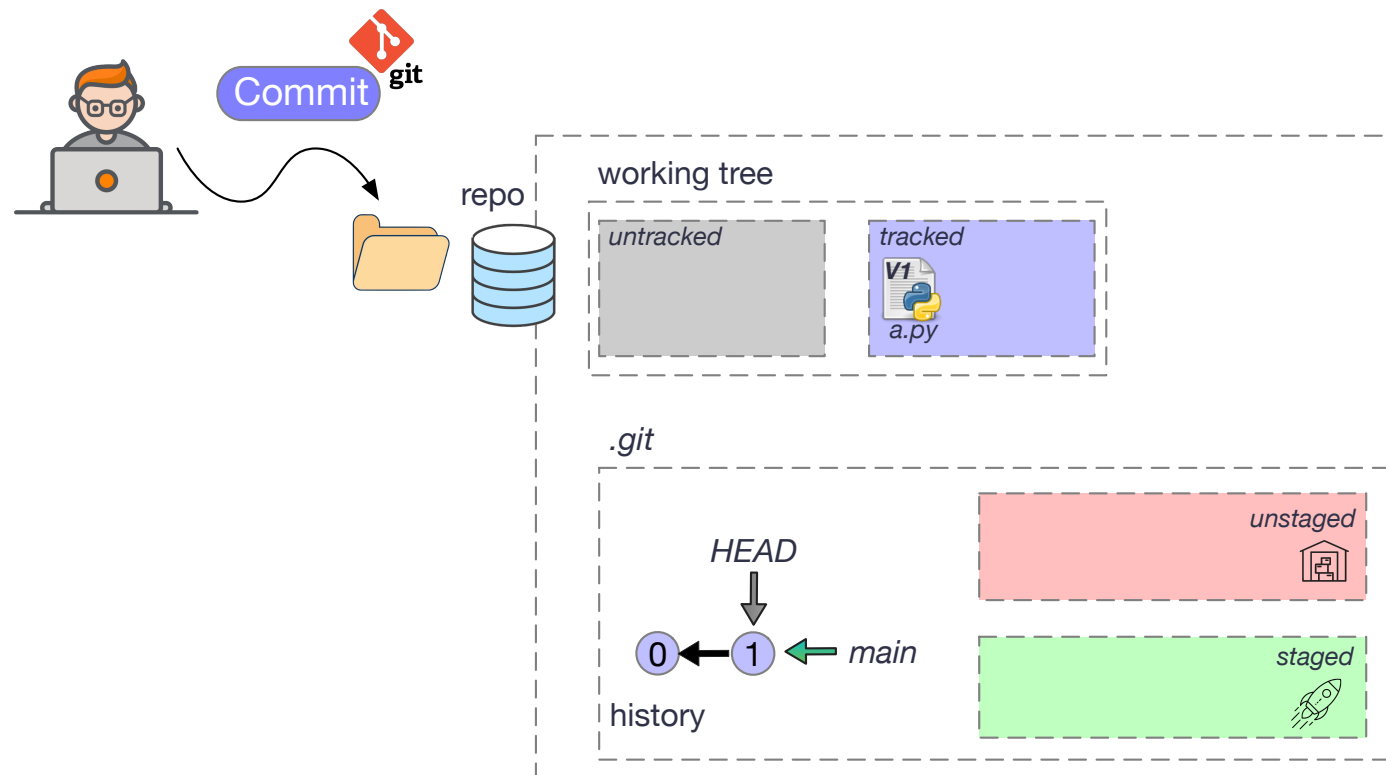 git
Commit
repo
working tree
untracked
tracked
V1
a.py
.git
unstaged
HEAD
0
1
main
staged
history